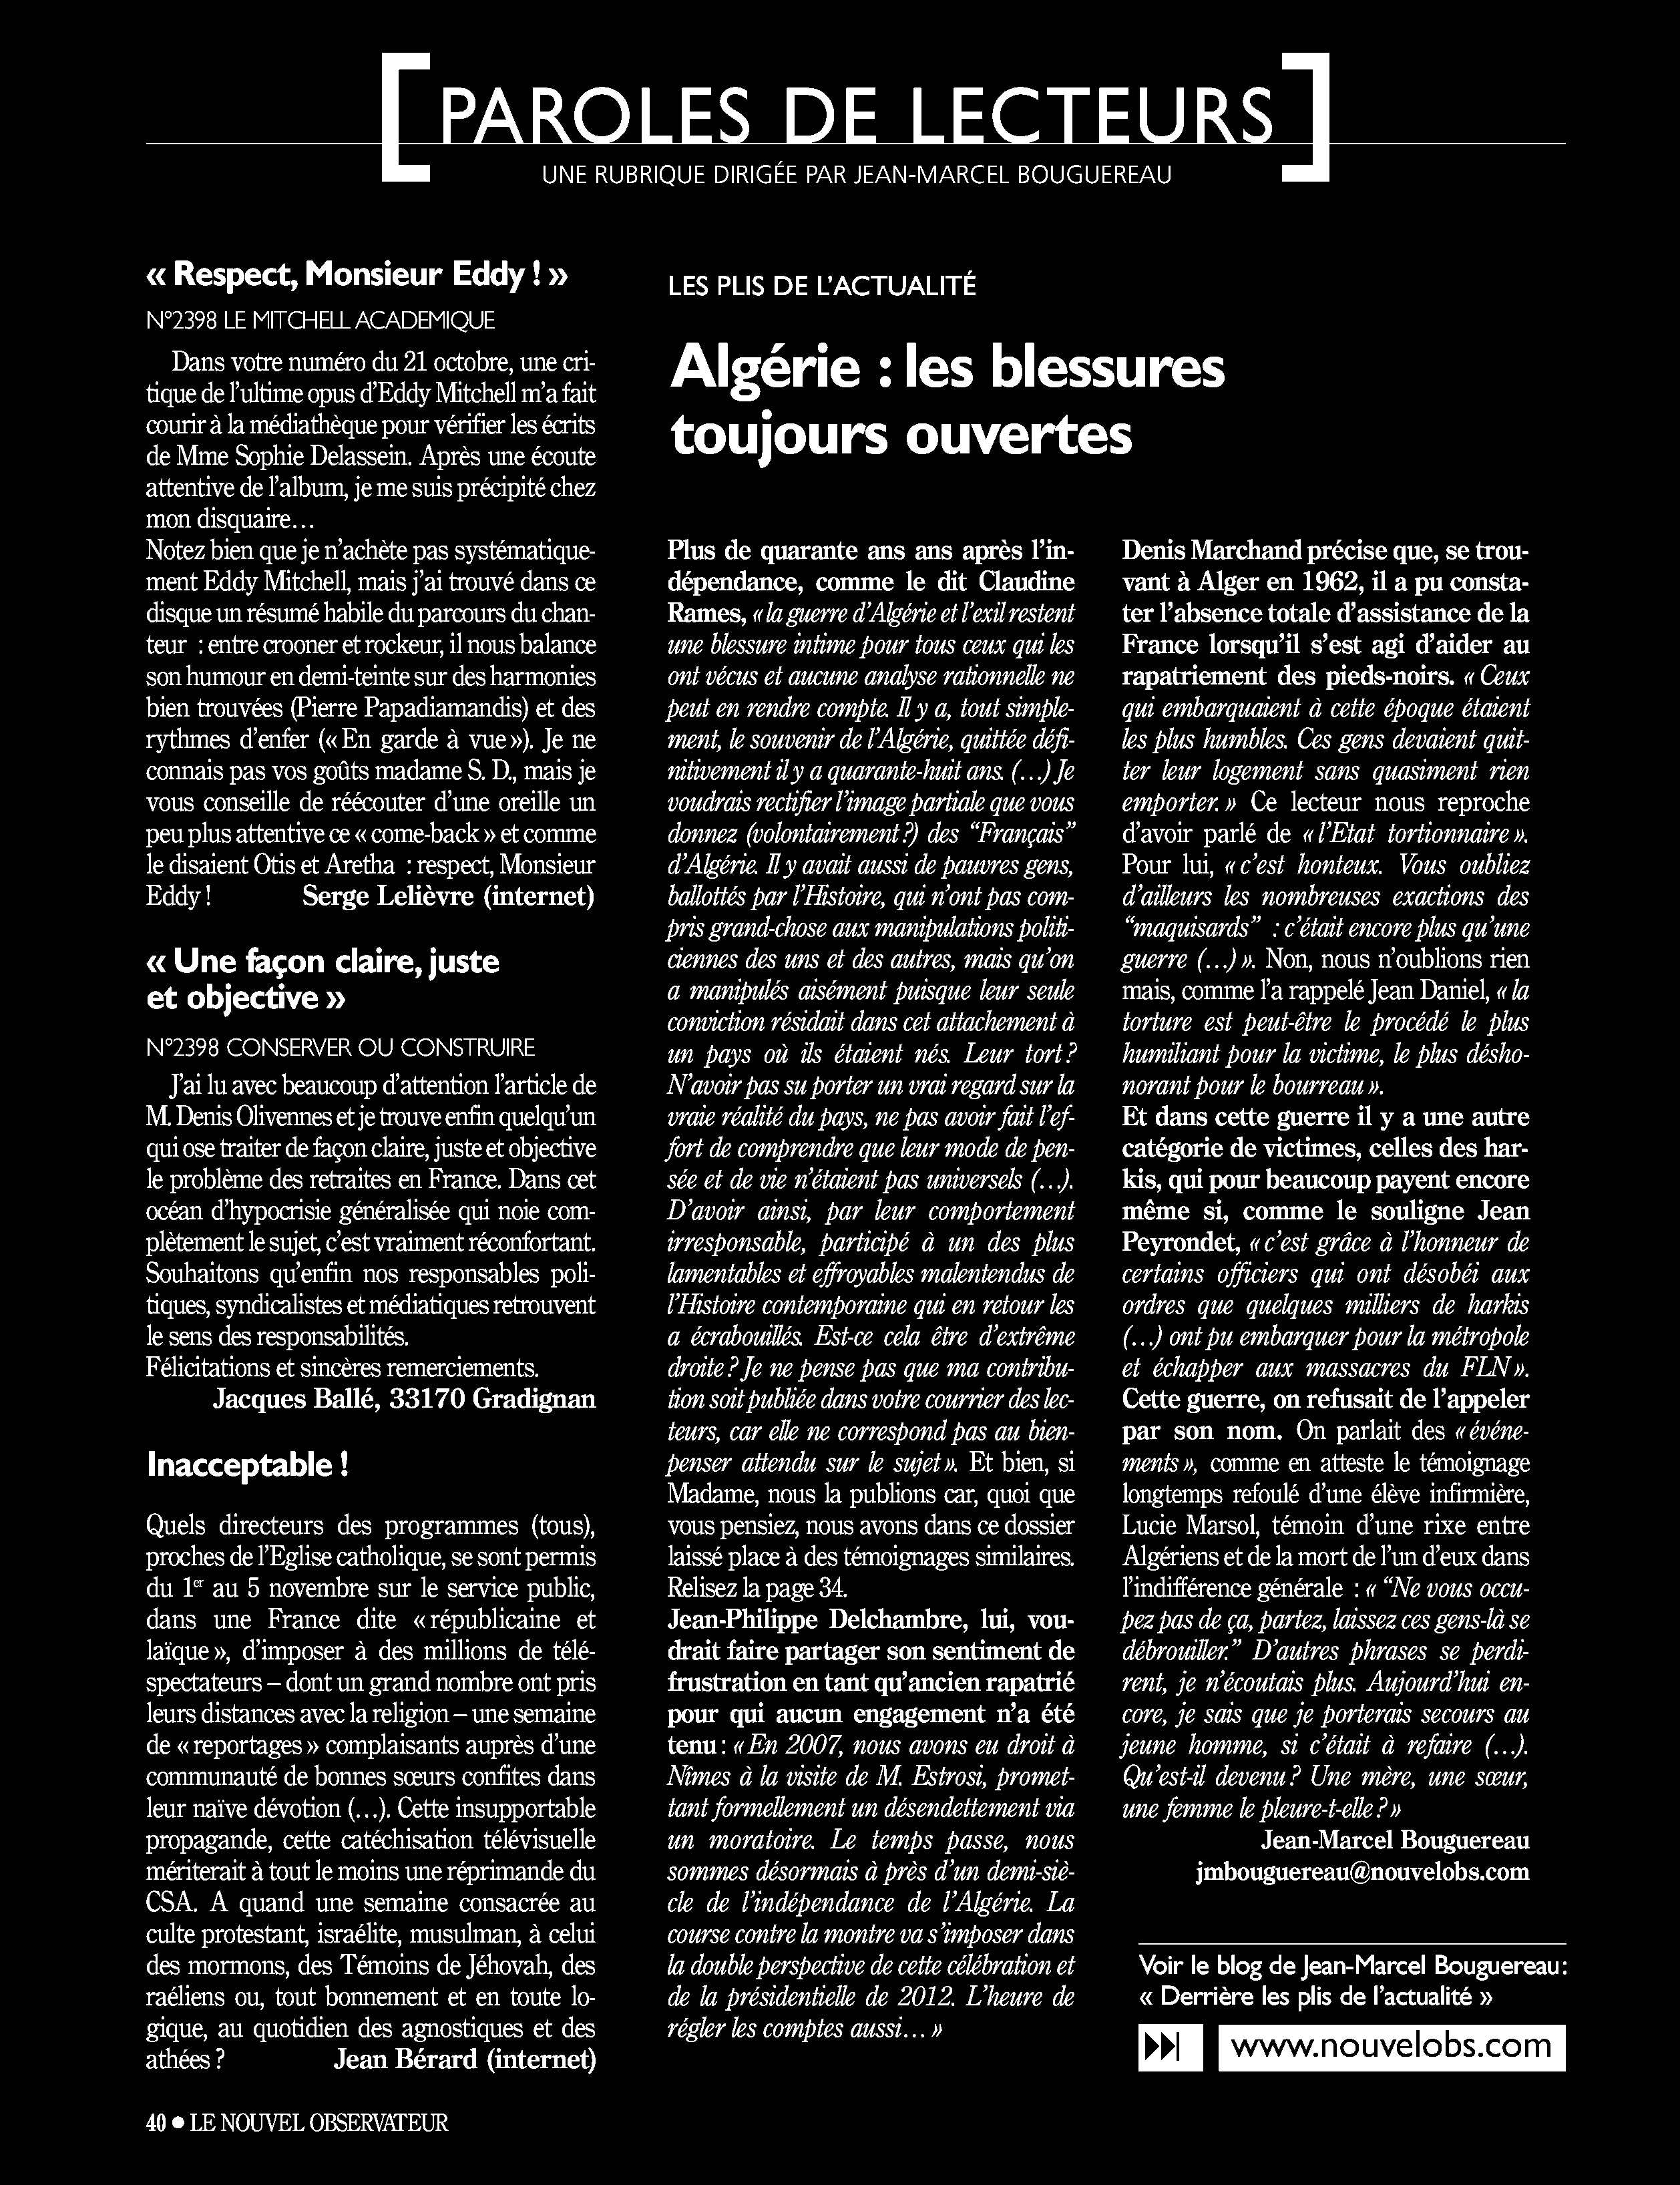 PAROLES DE LECTEURS
UNE RUBRIQUE DIRIGÉE PAR JEAN-MARCEL BOUGUEREAU
« Respect, Monsieur Eddy ! »
N°2398 LE MITCHELL ACADEMIQUE
Dans votre numéro du 21 octobre, une cri-
tique de l’ultime opus d’Eddy Mitchell m’a fait
courir à la médiathèque pour vérifier les écrits
de Mme Sophie Delassein. Après une écoute
attentive de l’album, je me suis précipité chez
mon disquaire…
Notez bien que je n’achète pas systématique-
ment Eddy Mitchell, mais j’ai trouvé dans ce
disque un résumé habile du parcours du chan-
teur : entre crooner et rockeur, il nous balance
son humour en demi-teinte sur des harmonies
bien trouvées (Pierre Papadiamandis) et des
rythmes d’enfer («En garde à vue»). Je ne
connais pas vos goûts madame S. D., mais je
vous conseille de réécouter d’une oreille un
peu plus attentive ce « come-back » et comme
le disaient Otis et Aretha : respect, Monsieur
Eddy ! Serge Lelièvre (internet)
« Une façon claire, juste
et objective »
N°2398 CONSERVER OU CONSTRUIRE
J’ai lu avec beaucoup d’attention l’article de
M. Denis Olivennes et je trouve enfin quelqu’un
qui ose traiter de façon claire, juste et objective
le problème des retraites en France. Dans cet
océan d’hypocrisie généralisée qui noie com-
plètement le sujet, c’est vraiment réconfortant.
Souhaitons qu’enfin nos responsables poli-
tiques, syndicalistes et médiatiques retrouvent
le sens des responsabilités.
Félicitations et sincères remerciements.
Jacques Ballé, 33170 Gradignan
Inacceptable !
Quels directeurs des programmes (tous),
proches de l’Eglise catholique, se sont permis
du 1er au 5 novembre sur le service public,
dans une France dite «républicaine et
laïque», d’imposer à des millions de télé-
spectateurs – dont un grand nombre ont pris
leurs distances avec la religion – une semaine
de «reportages» complaisants auprès d’une
communauté de bonnes sœurs confites dans
leur naïve dévotion (…). Cette insupportable
propagande, cette catéchisation télévisuelle
mériterait à tout le moins une réprimande du
CSA. A quand une semaine consacrée au
culte protestant, israélite, musulman, à celui
des mormons, des Témoins de Jéhovah, des
raéliens ou, tout bonnement et en toute lo-
gique, au quotidien des agnostiques et des
athées ? Jean Bérard (internet)
LES PLIS DE L’ACTUALITÉ
Algérie : les blessures
toujours ouvertes
Plus de quarante ans ans après l’in-
dépendance, comme le dit Claudine
Rames, «la guerre d’Algérie et l’exil restent
une blessure intime pour tous ceux qui les
ont vécus et aucune analyse rationnelle ne
peut en rendre compte. Il y a, tout simple-
ment, le souvenir de l’Algérie, quittée défi-
nitivement il y a quarante-huit ans. (…) Je
voudrais rectifier l’image partiale que vous
donnez (volontairement?) des “Français”
d’Algérie. Il y avait aussi de pauvres gens,
ballottés par l’Histoire, qui n’ont pas com-
pris grand-chose aux manipulations politi-
ciennes des uns et des autres, mais qu’on
a manipulés aisément puisque leur seule
conviction résidait dans cet attachement à
un pays où ils étaient nés. Leur tort ?
N’avoir pas su porter un vrai regard sur la
vraie réalité du pays, ne pas avoir fait l’ef-
fort de comprendre que leur mode de pen-
sée et de vie n’étaient pas universels (…).
D’avoir ainsi, par leur comportement
irresponsable, participé à un des plus
lamentables et effroyables malentendus de
l’Histoire contemporaine qui en retour les
a écrabouillés. Est-ce cela être d’extrême
droite ? Je ne pense pas que ma contribu-
tion soit publiée dans votre courrier des lec-
teurs, car elle ne correspond pas au bien-
penser attendu sur le sujet». Et bien, si
Madame, nous la publions car, quoi que
vous pensiez, nous avons dans ce dossier
laissé place à des témoignages similaires.
Relisez la page 34.
Jean-Philippe Delchambre, lui, vou-
drait faire partager son sentiment de
frustration en tant qu’ancien rapatrié
pour qui aucun engagement n’a été
tenu : «En 2007, nous avons eu droit à
Nîmes à la visite de M. Estrosi, promet-
tant formellement un désendettement via
un moratoire. Le temps passe, nous
sommes désormais à près d’un demi-siè-
cle de l’indépendance de l’Algérie. La
course contre la montre va s’imposer dans
la double perspective de cette célébration et
de la présidentielle de 2012. L’heure de
régler les comptes aussi… »
Denis Marchand précise que, se trou-
vant à Alger en 1962, il a pu consta-
ter l’absence totale d’assistance de la
France lorsqu’il s’est agi d’aider au
rapatriement des pieds-noirs. « Ceux
qui embarquaient à cette époque étaient
les plus humbles. Ces gens devaient quit-
ter leur logement sans quasiment rien
emporter. » Ce lecteur nous reproche
d’avoir parlé de «l’Etat tortionnaire».
Pour lui, «c’est honteux. Vous oubliez
d’ailleurs les nombreuses exactions des
“maquisards” : c’était encore plus qu’une
guerre (…)». Non, nous n’oublions rien
mais, comme l’a rappelé Jean Daniel, «la
torture est peut-être le procédé le plus
humiliant pour la victime, le plus désho-
norant pour le bourreau».
Et dans cette guerre il y a une autre
catégorie de victimes, celles des har-
kis, qui pour beaucoup payent encore
même si, comme le souligne Jean
Peyrondet, «c’est grâce à l’honneur de
certains officiers qui ont désobéi aux
ordres que quelques milliers de harkis
(…) ont pu embarquer pour la métropole
et échapper aux massacres du FLN».
Cette guerre, on refusait de l’appeler
par son nom. On parlait des «événe-
ments», comme en atteste le témoignage
longtemps refoulé d’une élève infirmière,
Lucie Marsol, témoin d’une rixe entre
Algériens et de la mort de l’un d’eux dans
l’indifférence générale : « “Ne vous occu-
pez pas de ça, partez, laissez ces gens-là se
débrouiller.” D’autres phrases se perdi-
rent, je n’écoutais plus. Aujourd’hui en-
core, je sais que je porterais secours au
jeune homme, si c’était à refaire (…).
Qu’est-il devenu ? Une mère, une sœur,
une femme le pleure-t-elle ?»
Jean-Marcel Bouguereau
jmbouguereau@nouvelobs.com
Voir le blog de Jean-Marcel Bouguereau :
« Derrière les plis de l’actualité »
www.nouvelobs.com
40 • LE NOUVEL OBSERVATEUR